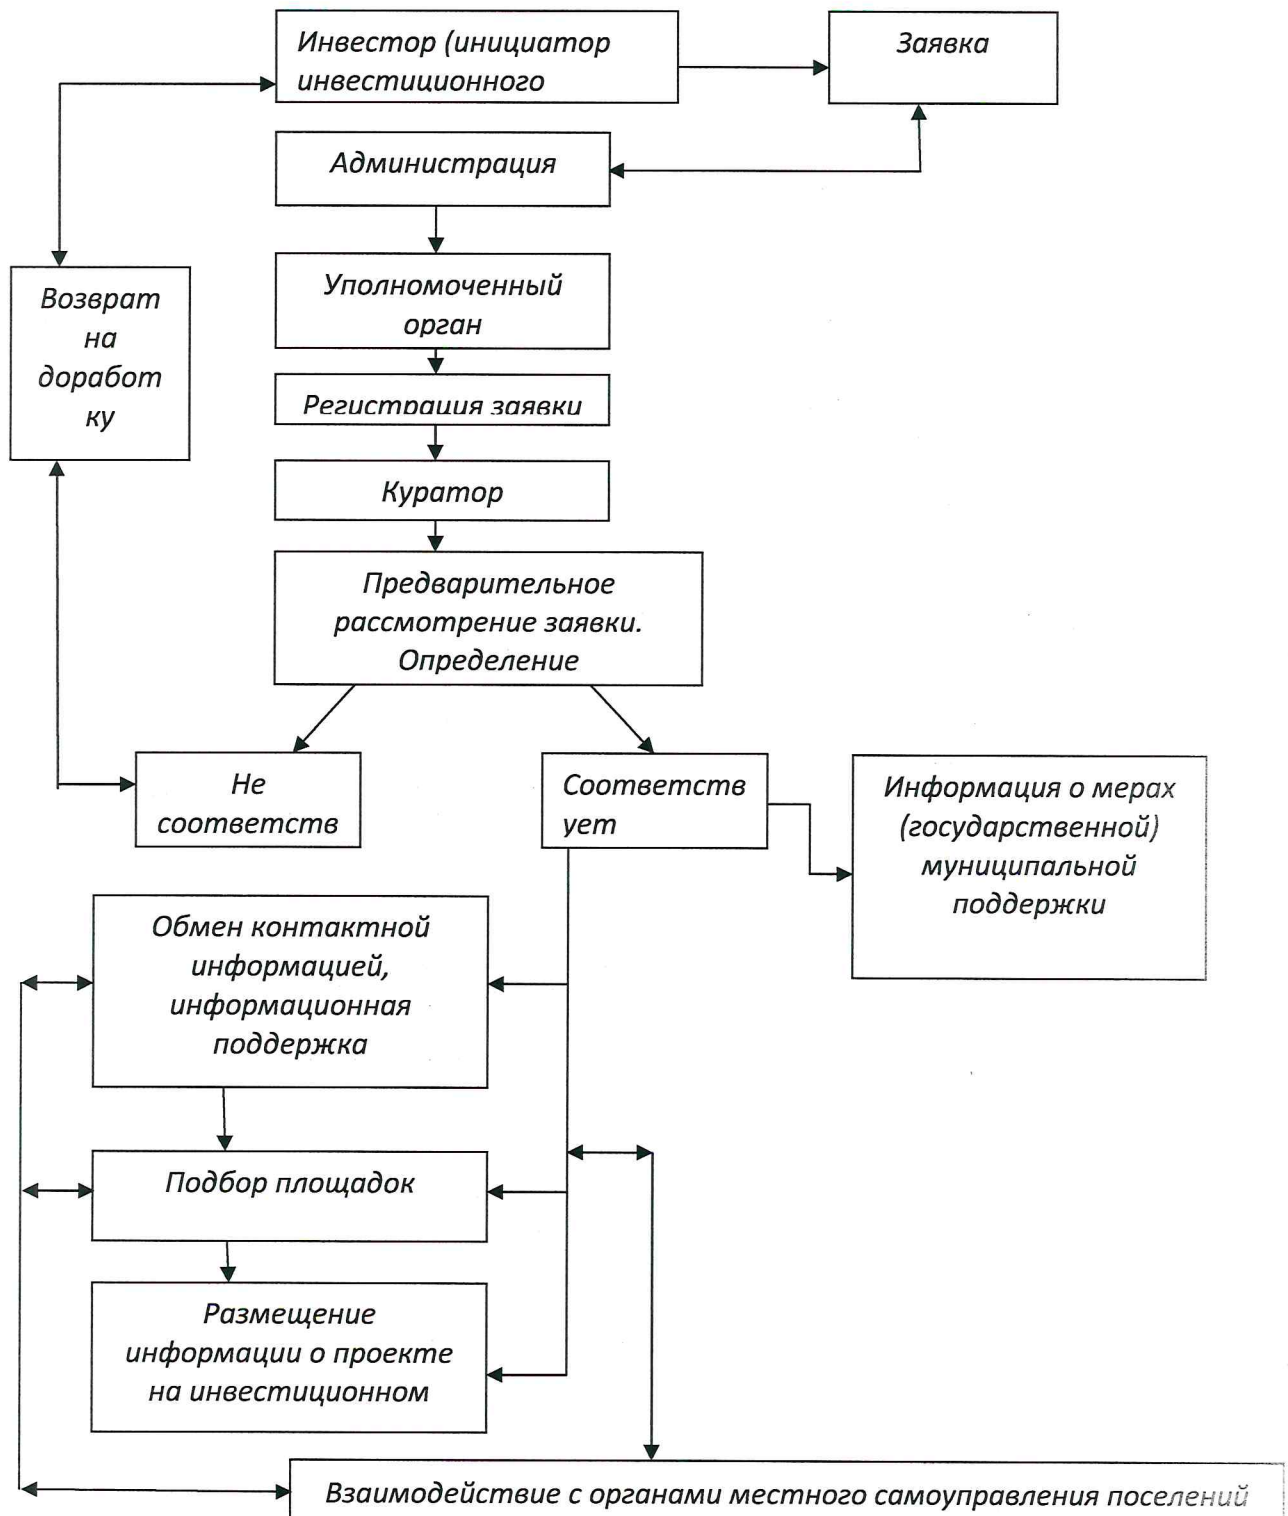 Инвестор (инициатор
инвестиционного
Заявка
Администрация
Уполномоченный
орган
Возврат
на
доработ
ку
Регистрация заявки
Куратор
Предварительное
рассмотрение заявки.
Определение
Не
соответств
Соответств
ует
Информация о мерах
(государственной)
муниципальной
поддержки
Обмен контактной
информацией,
информационная
поддержка
Подбор площадок
Размещение
информации о проекте
на инвестиционном
Взаимодействие с органами местного самоуправления поселений